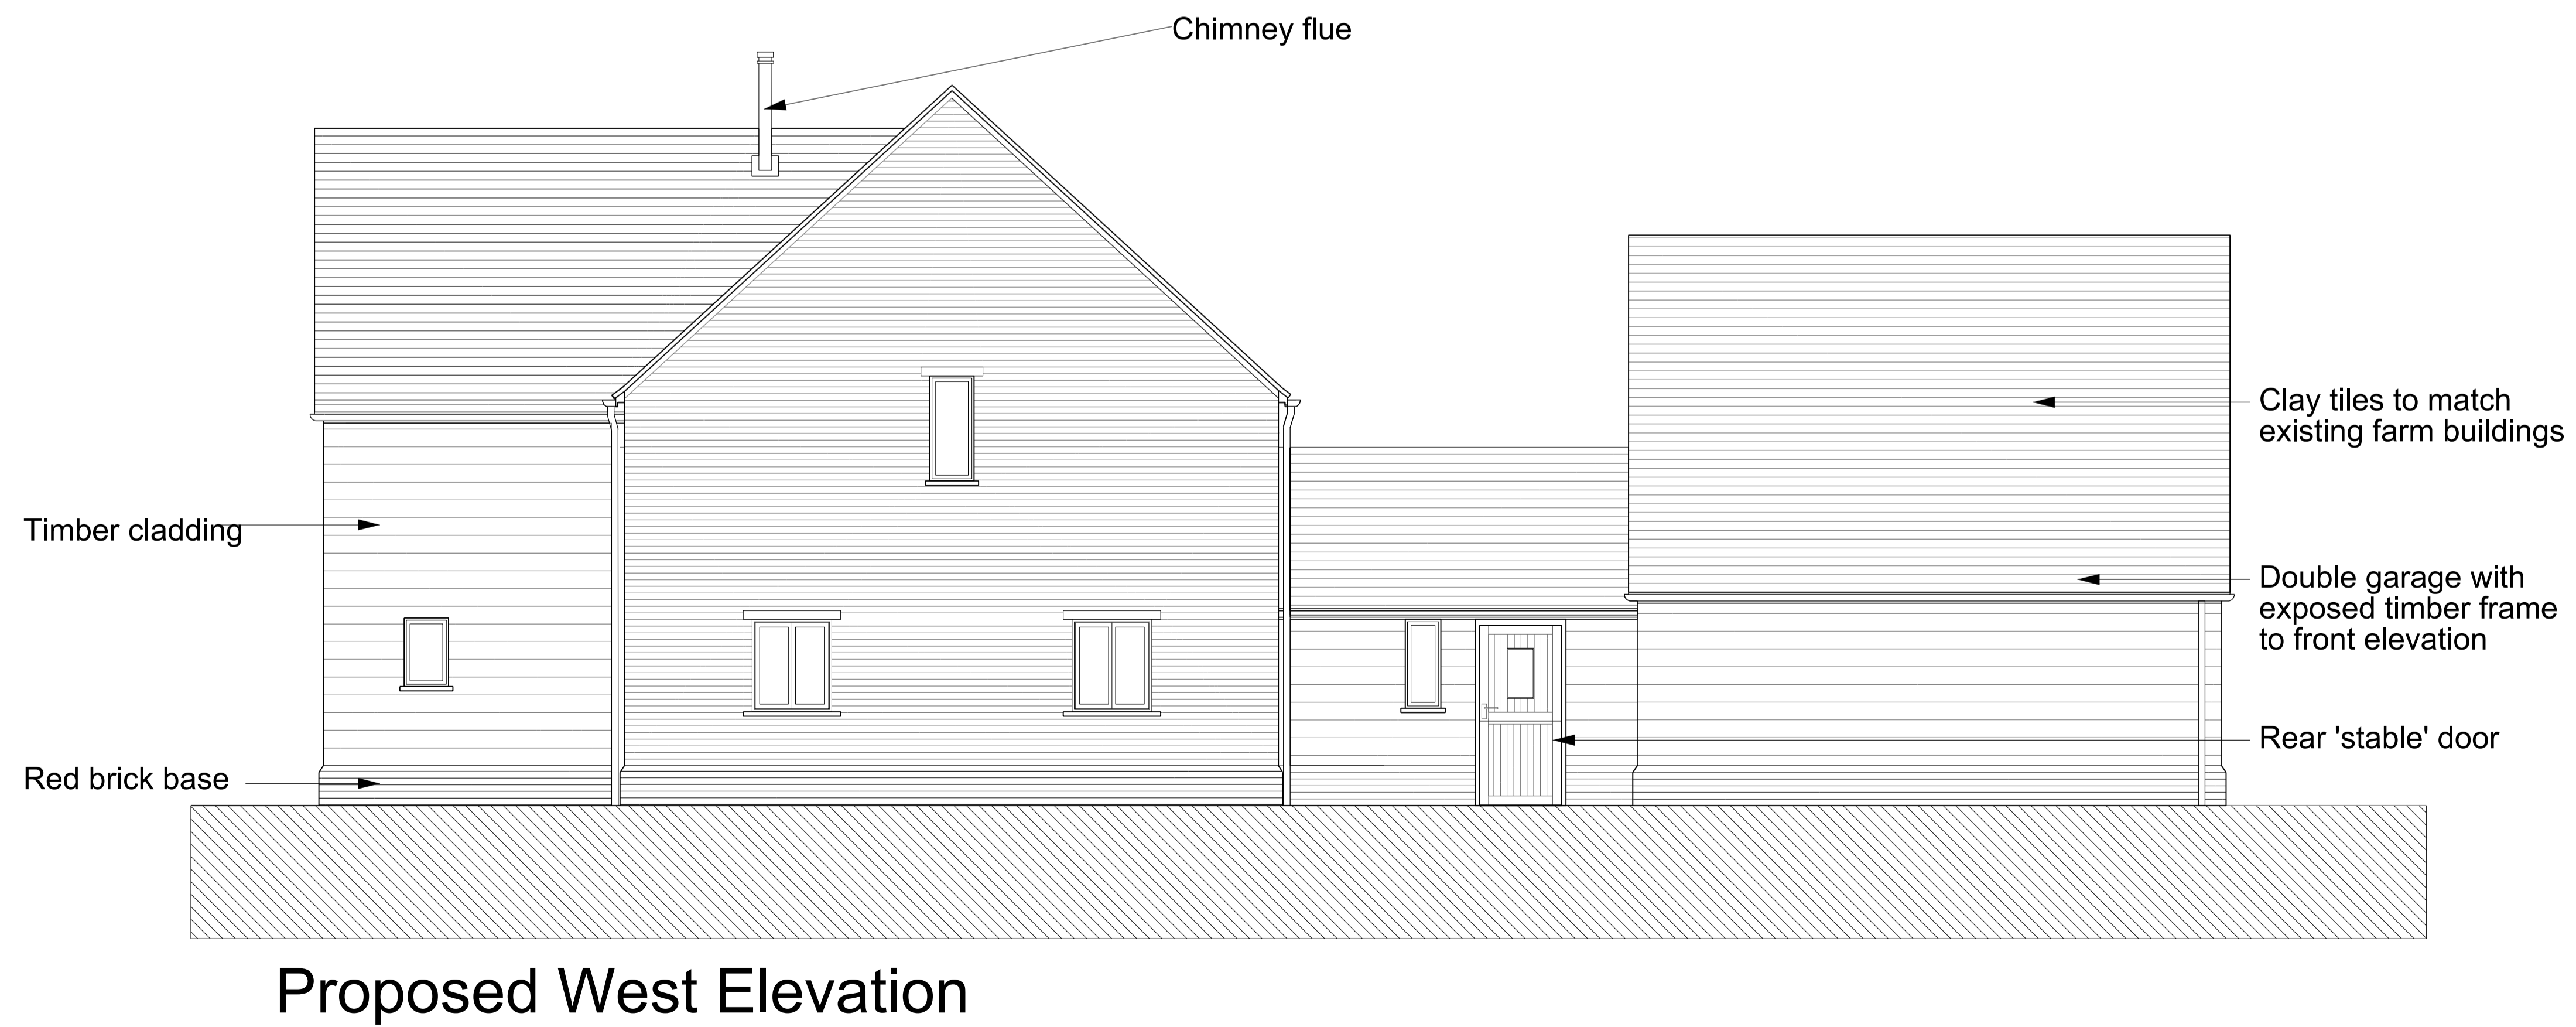 Chimney flue
Clay tiles to match
existing farm buildings
Timber cladding
Double garage with
exposed timber frame
to front elevation
Rear 'stable' door
Red brick base
Proposed West Elevation